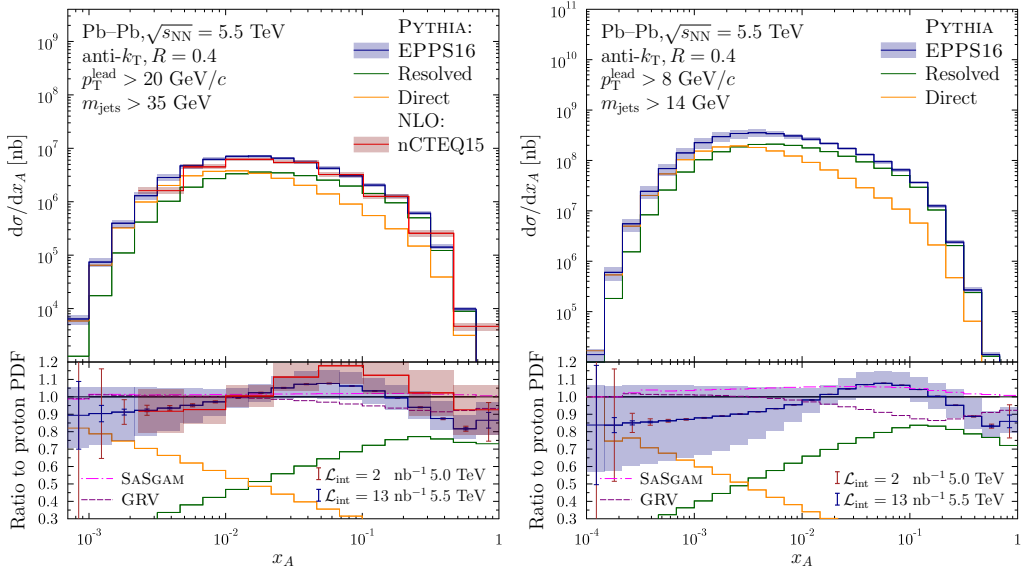 Pb–Pb, √s_NN = 5.5 TeV
anti-k_T, R = 0.4
p_T^lead > 20 GeV/c
m_jets > 35 GeV
PYTHIA:
EPPS16
Resolved
Direct
NLO:
nCTEQ15
dσ/dx_A [nb]
10^9
10^8
10^7
10^6
10^5
10^4
Ratio to proton PDF
1.2
1.1
1.0
0.9
0.8
0.7
0.6
0.5
0.4
0.3
SASGAM
GRV
L_int = 2 nb^−1 5.0 TeV
L_int = 13 nb^−1 5.5 TeV
10^−3
10^−2
10^−1
1
x_A
Pb–Pb, √s_NN = 5.5 TeV
anti-k_T, R = 0.4
p_T^lead > 8 GeV/c
m_jets > 14 GeV
PYTHIA:
EPPS16
Resolved
Direct
dσ/dx_A [nb]
10^11
10^10
10^9
10^8
10^7
10^6
10^5
Ratio to proton PDF
1.2
1.1
1.0
0.9
0.8
0.7
0.6
0.5
0.4
0.3
SASGAM
GRV
L_int = 2 nb^−1 5.0 TeV
L_int = 13 nb^−1 5.5 TeV
10^−4
10^−3
10^−2
10^−1
1
x_A